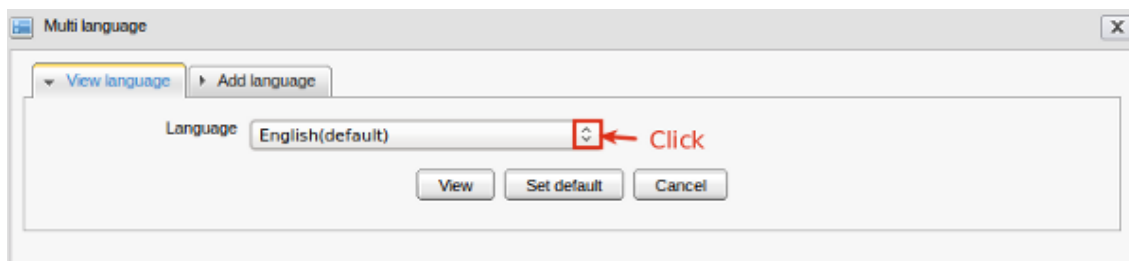 Multi language
View language Add language
Language English(default) Click
View Set default Cancel